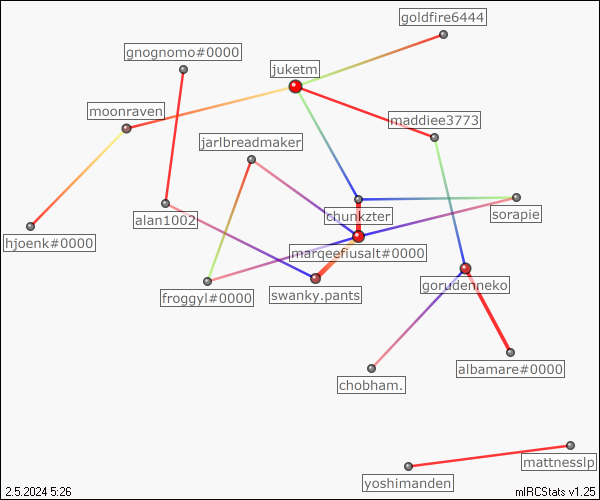 goldfire6444
gnognomo#0000
juketm
moonraven
maddiee3773
jarlbreadmaker
chunkzter
sorapie
alan1002
hjoenk#0000
marqeefiusalt#0000
gorudenneko
swanky.pants
froggyl#0000
albamare#0000
chobham.
mattnesslp
yoshimanden
2.5.2024 5:26
mIRCStats v1.25